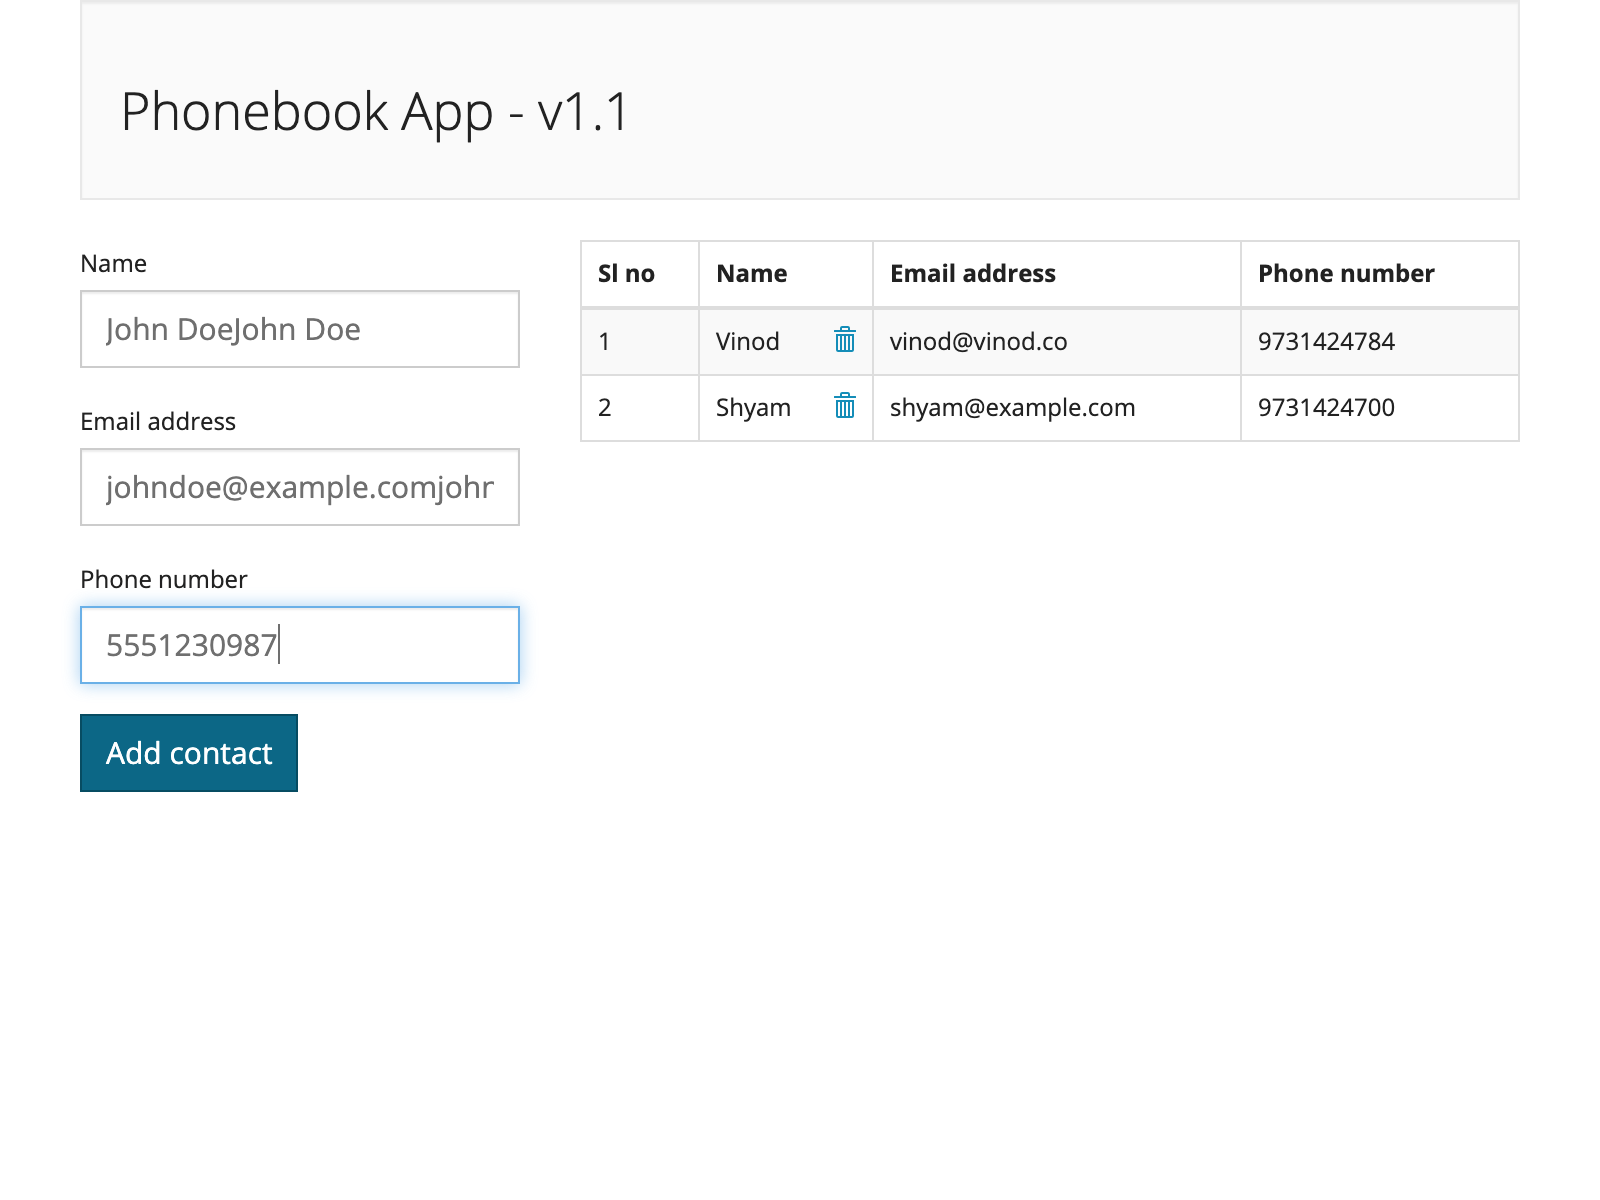 Phonebook App - v1.1
Name
John DoeJohn Doe
Email address
johndoe@example.comjohn
Phone number
5551230987
Add contact
Sl no Name Email address Phone number
1 Vinod vinod@vinod.co 9731424784
2 Shyam shyam@example.com 9731424700